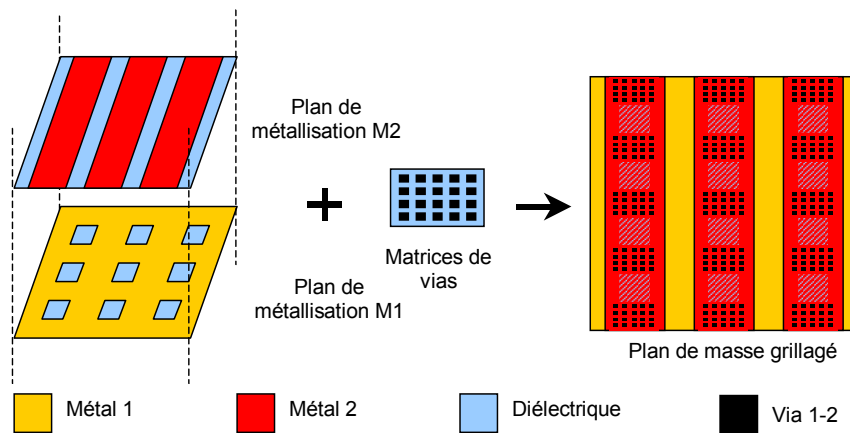 Plan de
métallisation M2
Plan de
métallisation M1
Matrices de
vias
Plan de masse grillagé
Métal 1
Métal 2
Diélectrique
Via 1-2